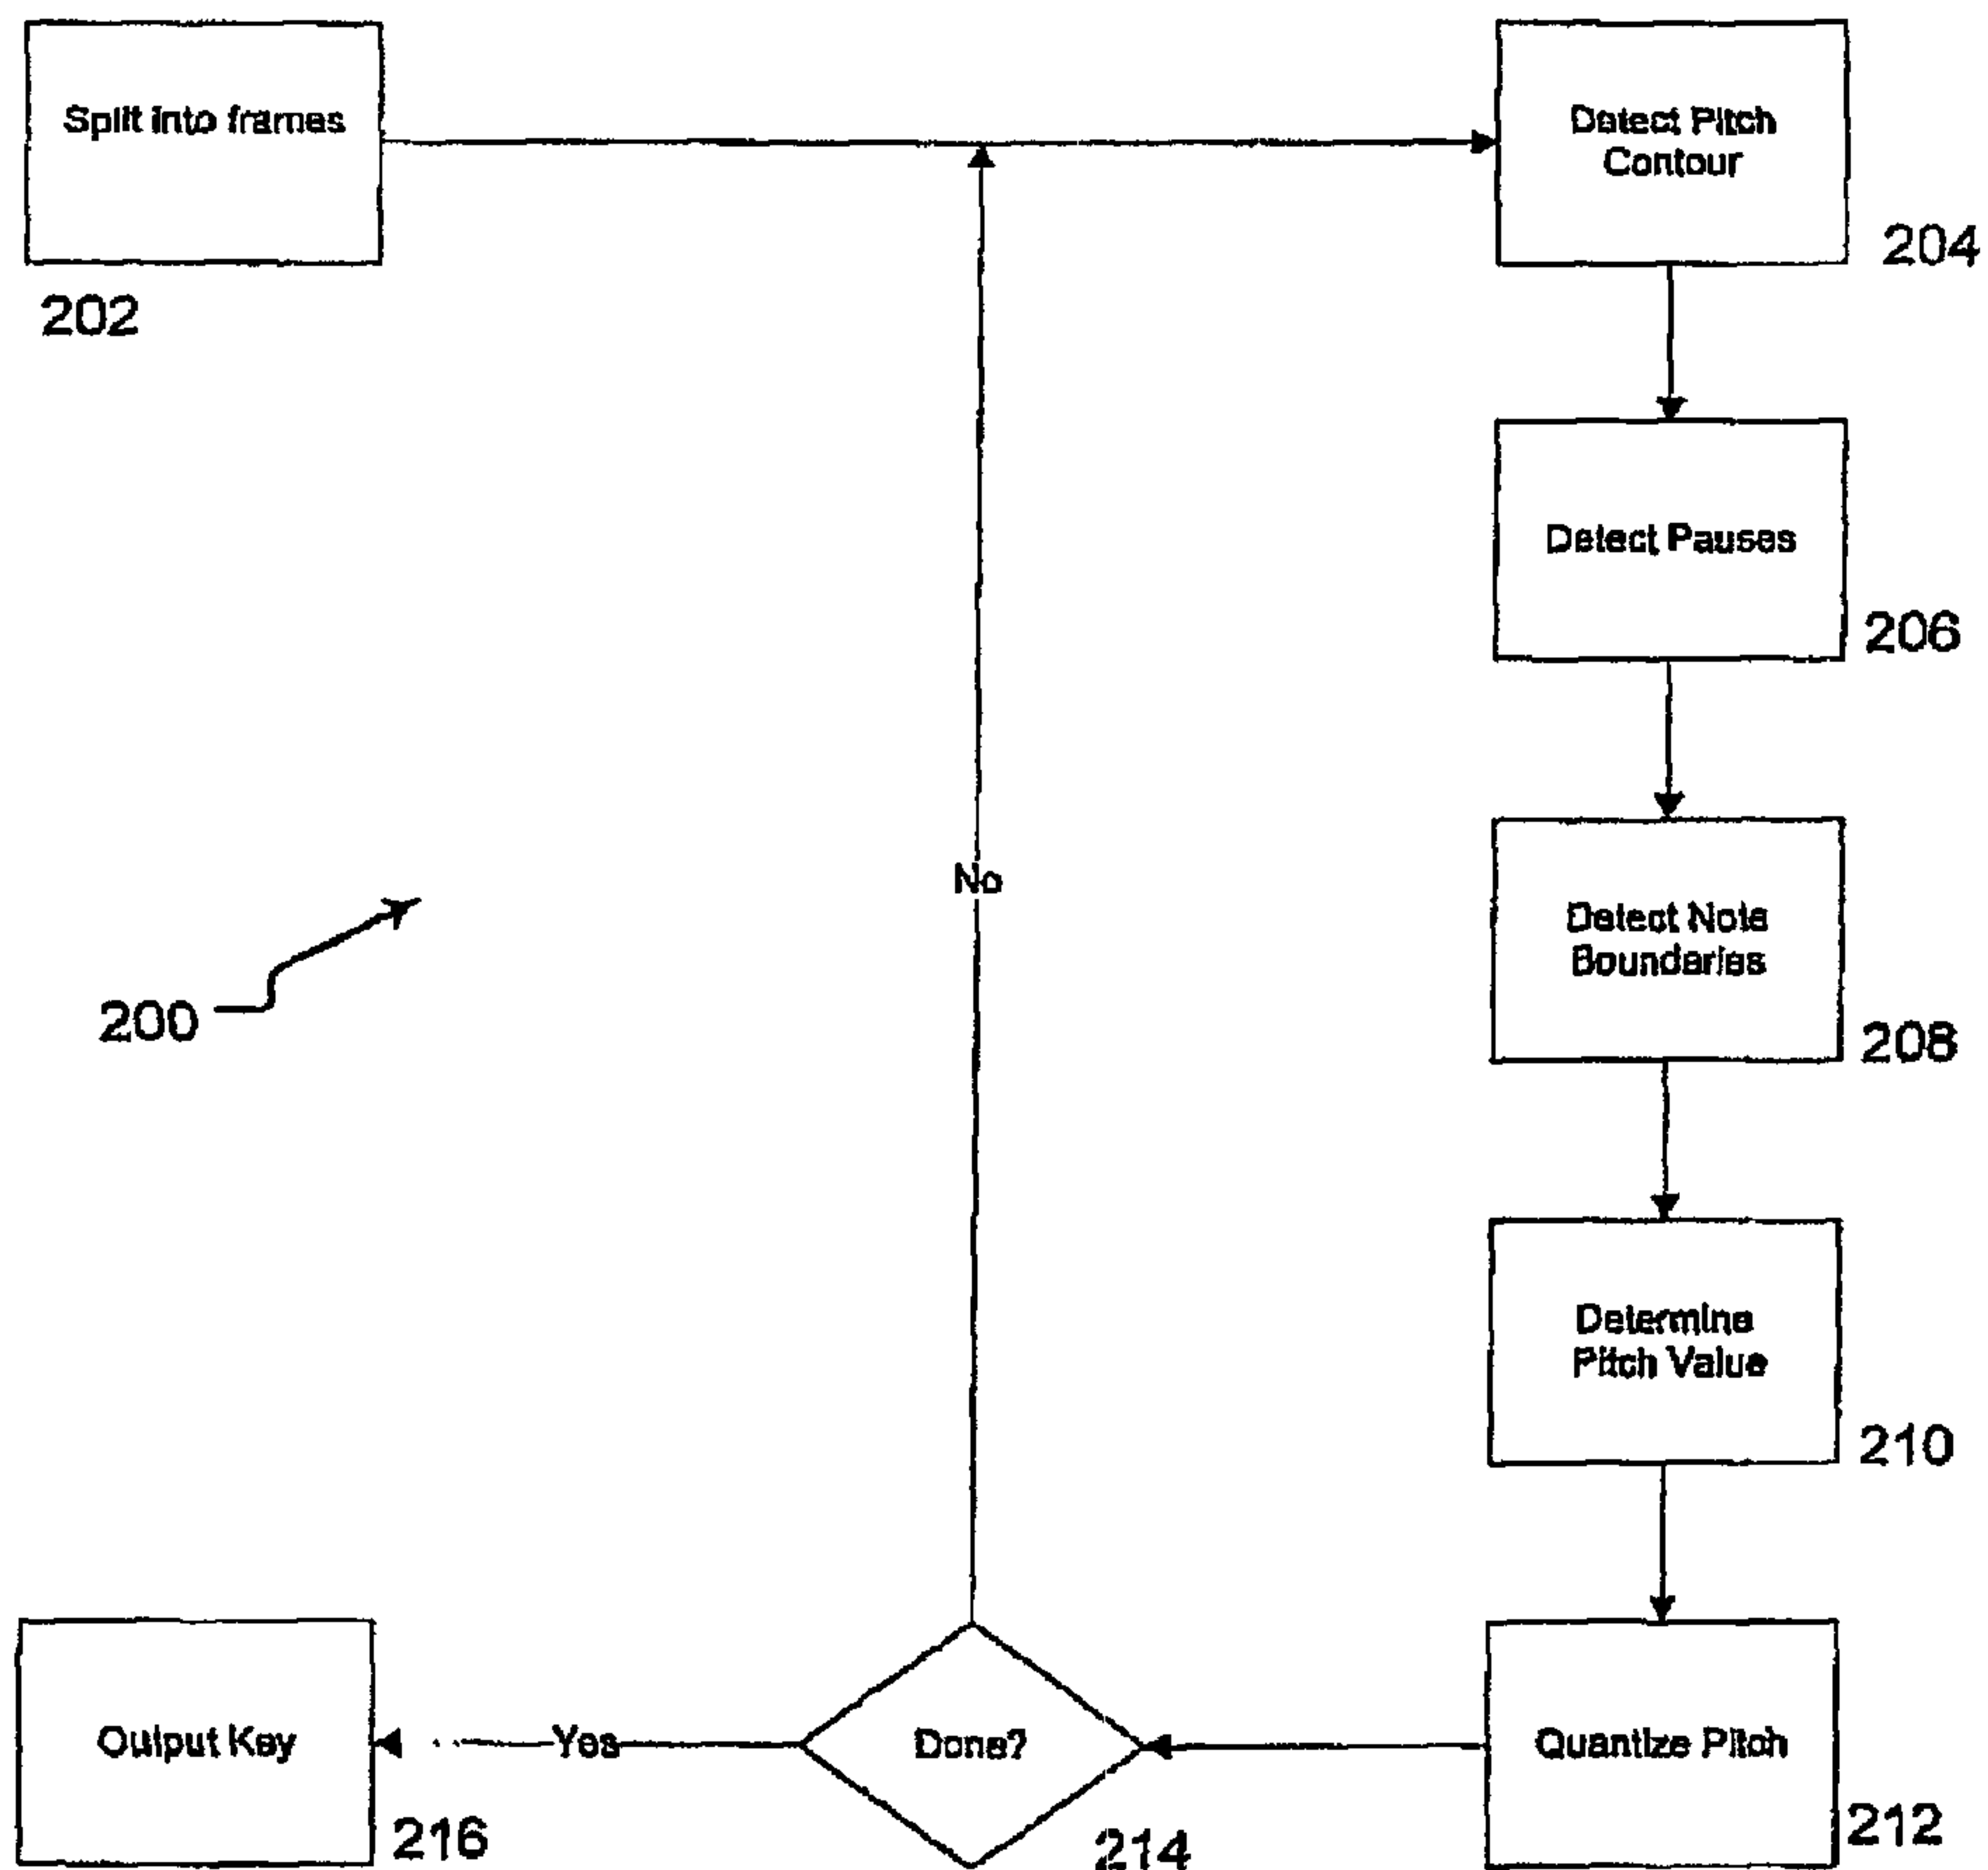 Split into frames
202
Detect Pitch
Contour
204
Detect Pauses
206
No
Detect Note
Boundaries
208
200
Determine
Pitch Value
210
Output Key
216
Yes
Done?
214
Quantize Pitch
212